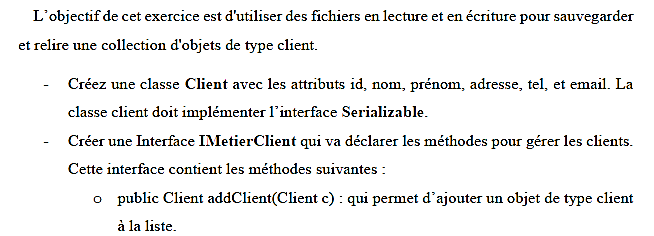 L'objectif de cet exercice est d'utiliser des fichiers en lecture et en écriture pour sauvegarder
et relire une collection d'objets de type client.
- Créez une classe Client avec les attributs id, nom, prénom, adresse, tel, et email. La
classe client doit implémenter l'interface Serializable.
- Créer une Interface IMetierClient qui va déclarer les méthodes pour gérer les clients.
Cette interface contient les méthodes suivantes :
o public Client addClient(Client c) : qui permet d'ajouter un objet de type client
à la liste.